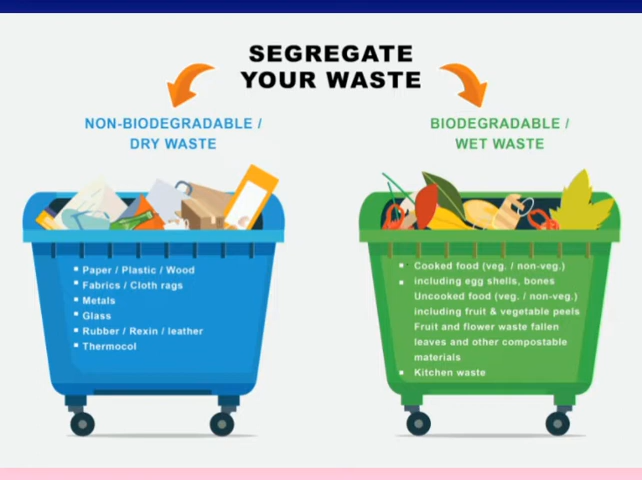 SEGREGATE
YOUR WASTE
NON-BIODEGRADABLE /
DRY WASTE
Paper / Plastic / Wood
Fabrics / Cloth rags
Metals
Glass
Rubber / Rexin / leather
Thermocol
BIODEGRADABLE /
WET WASTE
Cooked food (veg. / non-veg.)
including egg shells, bones
Uncooked food (veg. / non-veg.)
including fruit & vegetable peels
Fruit and flower waste fallen
leaves and other compostable
materials
Kitchen waste